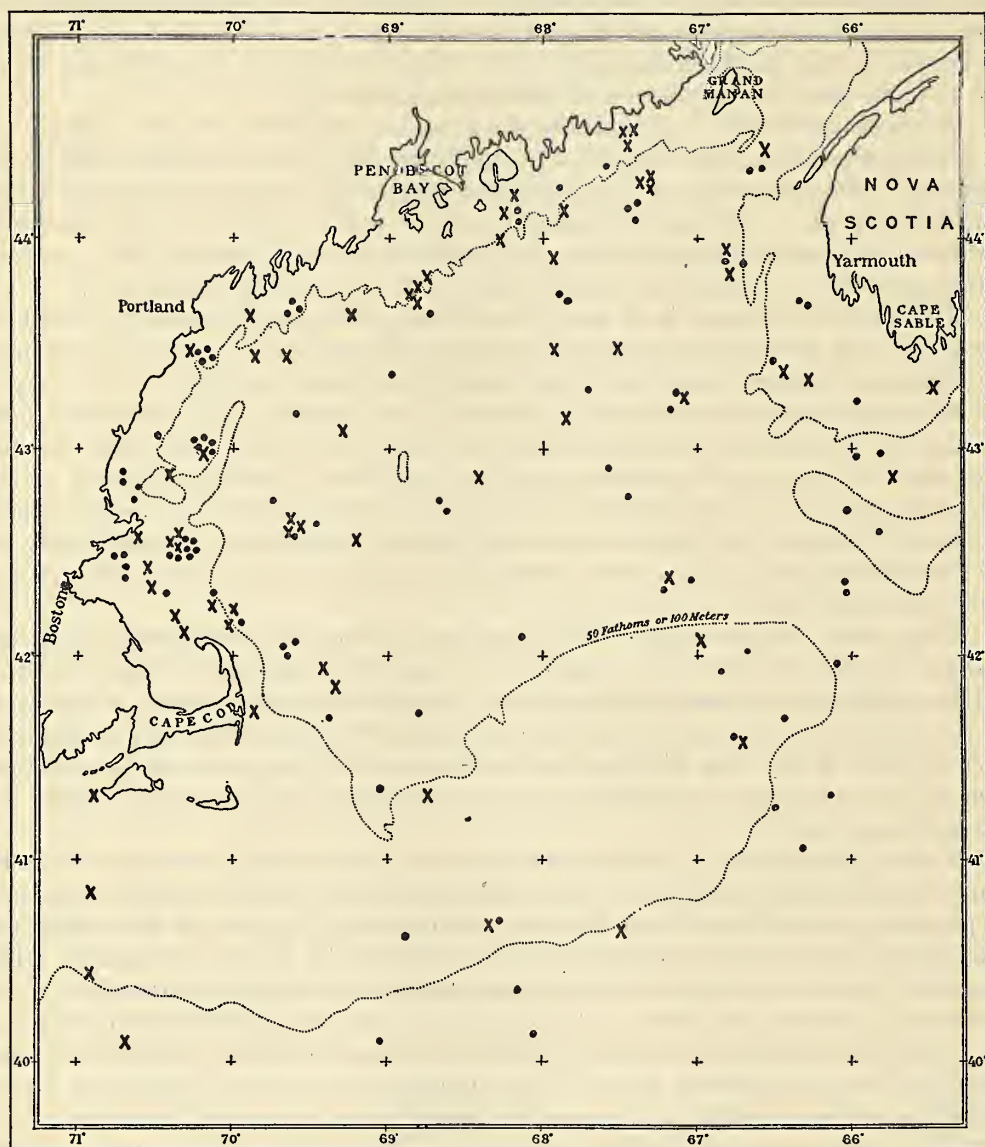 71° 70° 69° 68° 67° 66°
GRAND
MANAN
PENOBSCOT
BAY
NOVA
SCOTIA
44° 44°
Yarmouth
Portland
CAPE
SABLE
43° 43°
Boston
50 Fathoms or 100 Meters
42° 42°
CAPE COD
41° 41°
40° 40°
71° 70° 69° 68° 67° 66°